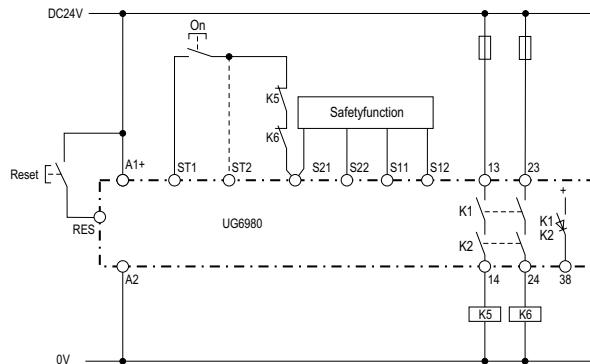 DC24V
On
K5
Safetyfunction
K6
Reset
A1+
ST1
ST2
S21
S22
S11
S12
13
23
RES
UG6980
K1
K2
+
K1
K2
A2
14
24
38
K5
K6
0V